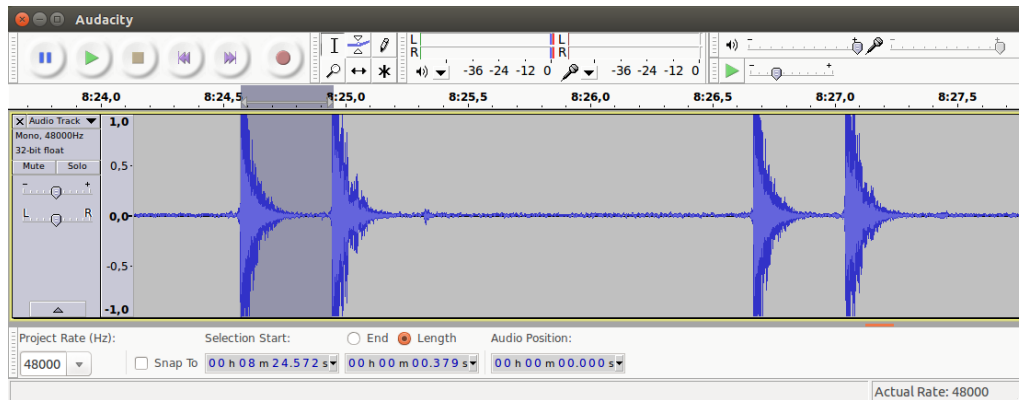 Audacity
L
R
L
R
-36 -24 -12 0
-36 -24 -12 0
8:24,0 8:24,5 8:25,0 8:25,5 8:26,0 8:26,5 8:27,0 8:27,5
X Audio Track
Mono, 48000Hz
32-bit float
Mute Solo
- +
L R
1,0
0,5
0,0
-0,5
-1,0
Project Rate (Hz): Selection Start: End Length Audio Position:
48000 Snap To 00 h 08 m 24.572 s 00 h 00 m 00.379 s 00 h 00 m 00.000 s
Actual Rate: 48000